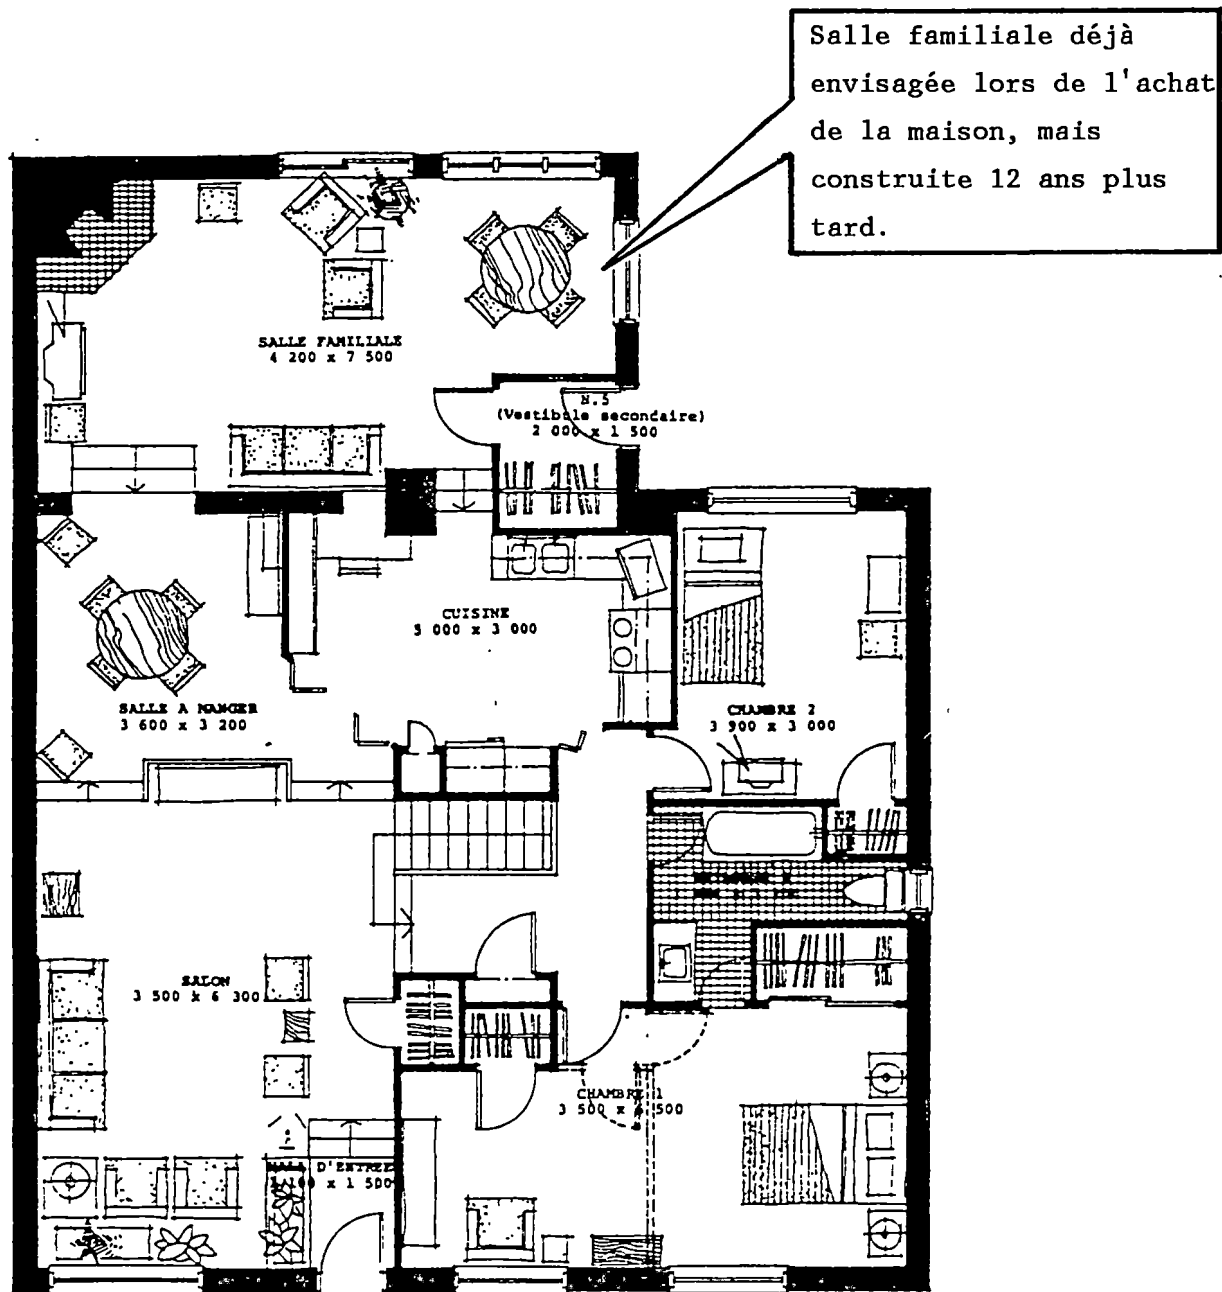 Salle familiale déjà
envisagée lors de l'achat
de la maison, mais
construite 12 ans plus
tard.
SALLE FAMILIALE
4 200 x 7 500
N.5
(Vestibule secondaire)
2 000 x 1 500
CUISINE
5 000 x 3 000
SALLE A MANGER
3 600 x 3 200
CHAMBRE 2
3 900 x 3 000
SALON
3 500 x 6 300
CHAMBRE 1
3 500 x 500
HALL D'ENTREE
x 1 500